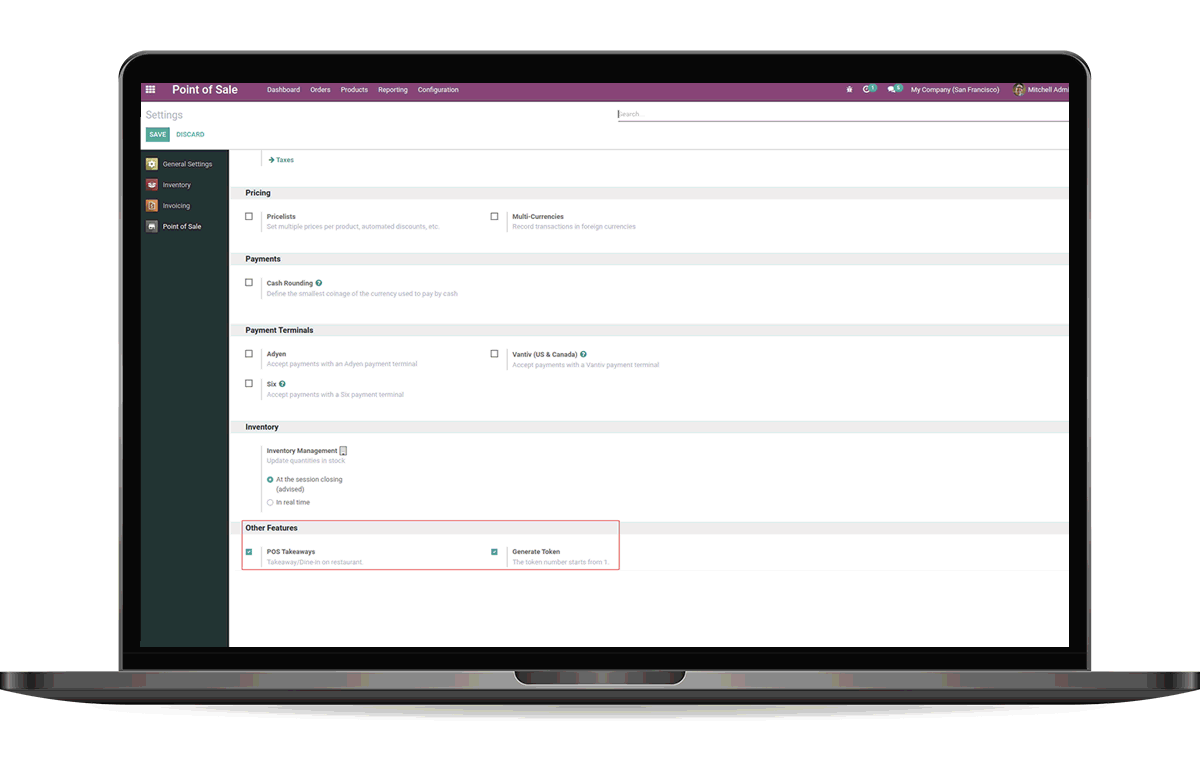 Point of Sale Dashboard Orders Products Reporting Configuration 1 5 My Company (San Francisco) Mitchell Admi
Settings
Search
SAVE DISCARD
General Settings
Inventory
Invoicing
Point of Sale
Taxes
Pricing
Pricelists Multi-Currencies
Set multiple prices per product, automated discounts, etc. Record transactions in foreign currencies
Payments
Cash Rounding ?
Define the smallest coinage of the currency used to pay by cash
Payment Terminals
Adyen Vantiv (US & Canada) ?
Accept payments with an Adyen payment terminal Accept payments with a Vantiv payment terminal
Six ?
Accept payments with a Six payment terminal
Inventory
Inventory Management
Update quantities in stock
At the session closing
(advised)
In real time
Other Features
POS Takeaways Generate Token
Takeaway/Dine-in on restaurant. The token number starts from 1.